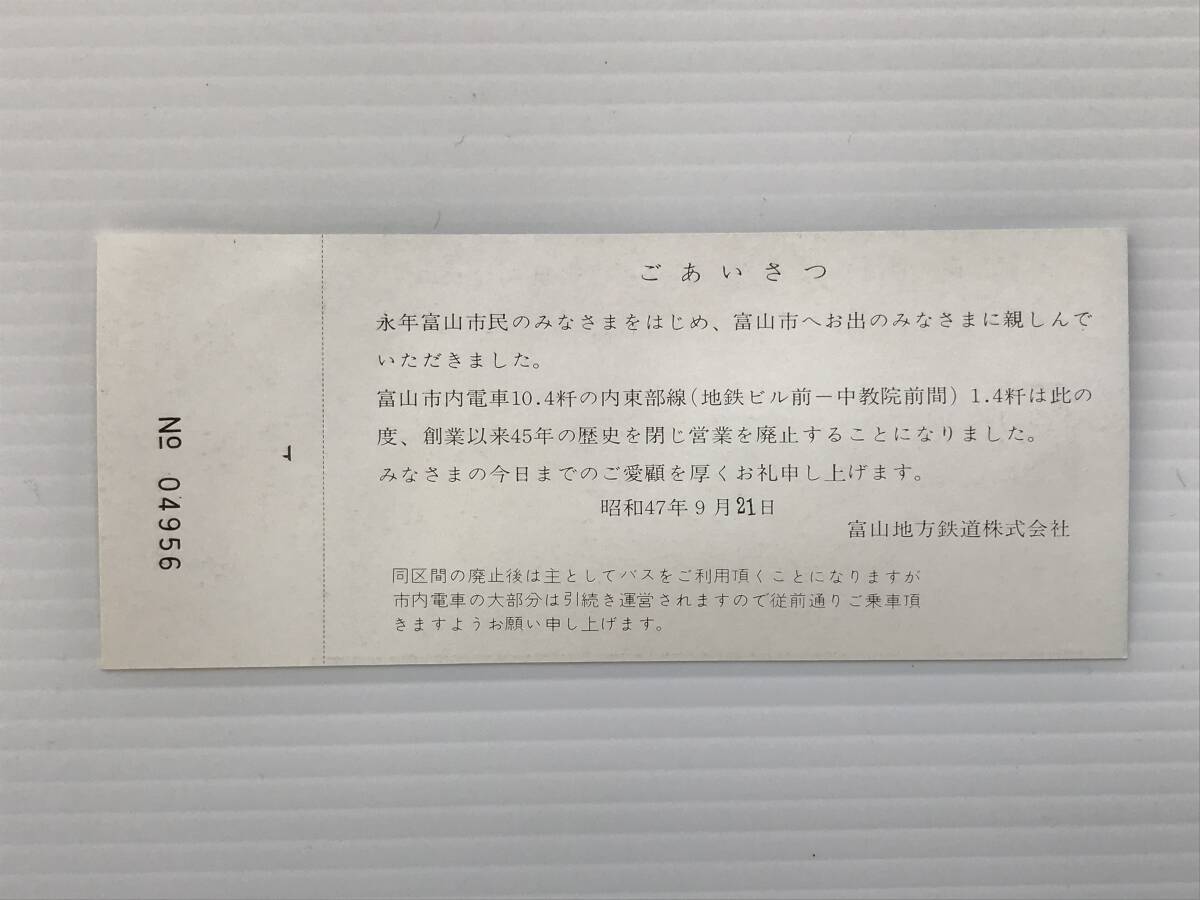 ごあいさつ
永年富山市民のみなさまをはじめ、富山市へお出のみなさまに親しんで
いただきました。
富山市内電車10.4粁の内東部線(地鉄ビル前－中教院前間) 1.4粁は此の
度、創業以来45年の歴史を閉じ営業を廃止することになりました。
みなさまの今日までのご愛顧を厚くお礼申し上げます。
昭和47年9月21日
富山地方鉄道株式会社
同区間の廃止後は主としてバスをご利用頂くことになりますが
市内電車の大部分は引続き運営されますので従前通りご乗車頂
きますようお願い申し上げます。
№ 04956